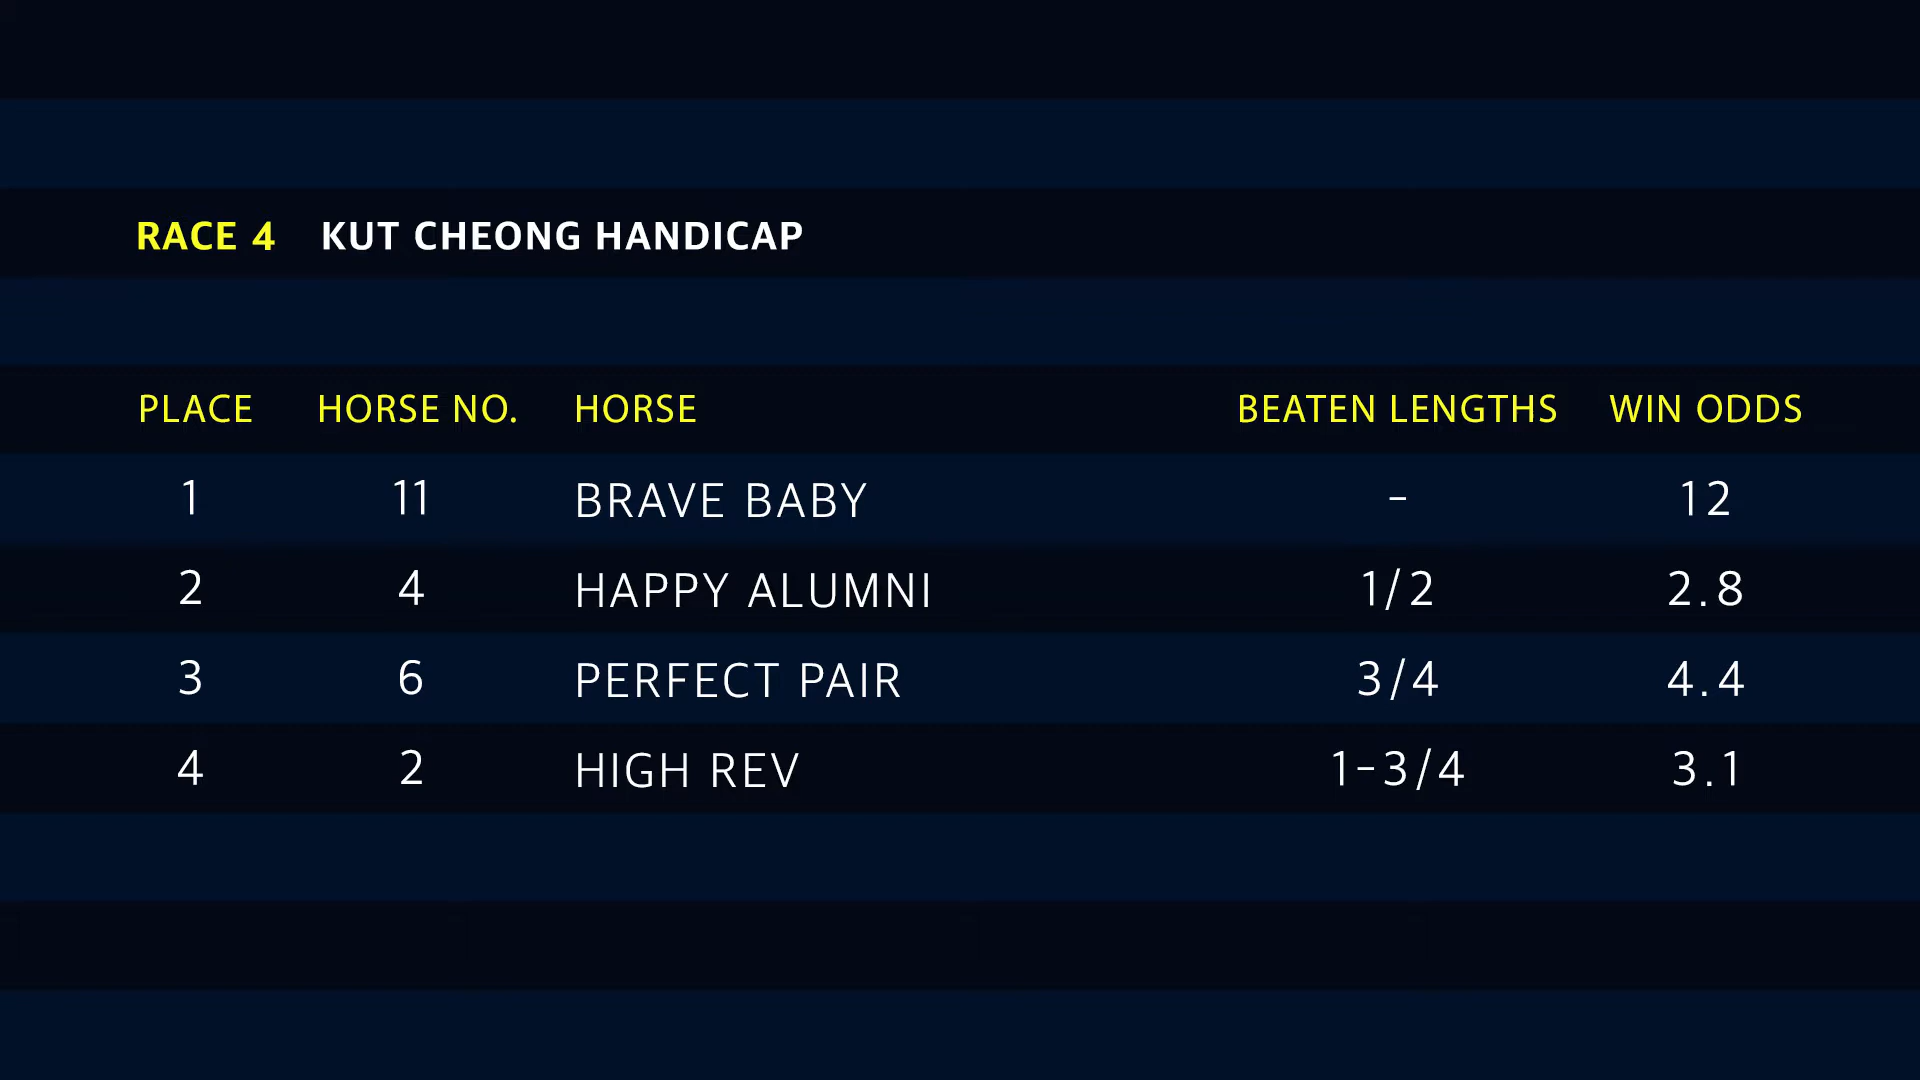 RACE 4 KUT CHEONG HANDICAP
PLACE HORSE NO. HORSE BEATEN LENGTHS WIN ODDS
1 11 BRAVE BABY - 12
2 4 HAPPY ALUMNI 1/2 2.8
3 6 PERFECT PAIR 3/4 4.4
4 2 HIGH REV 1-3/4 3.1